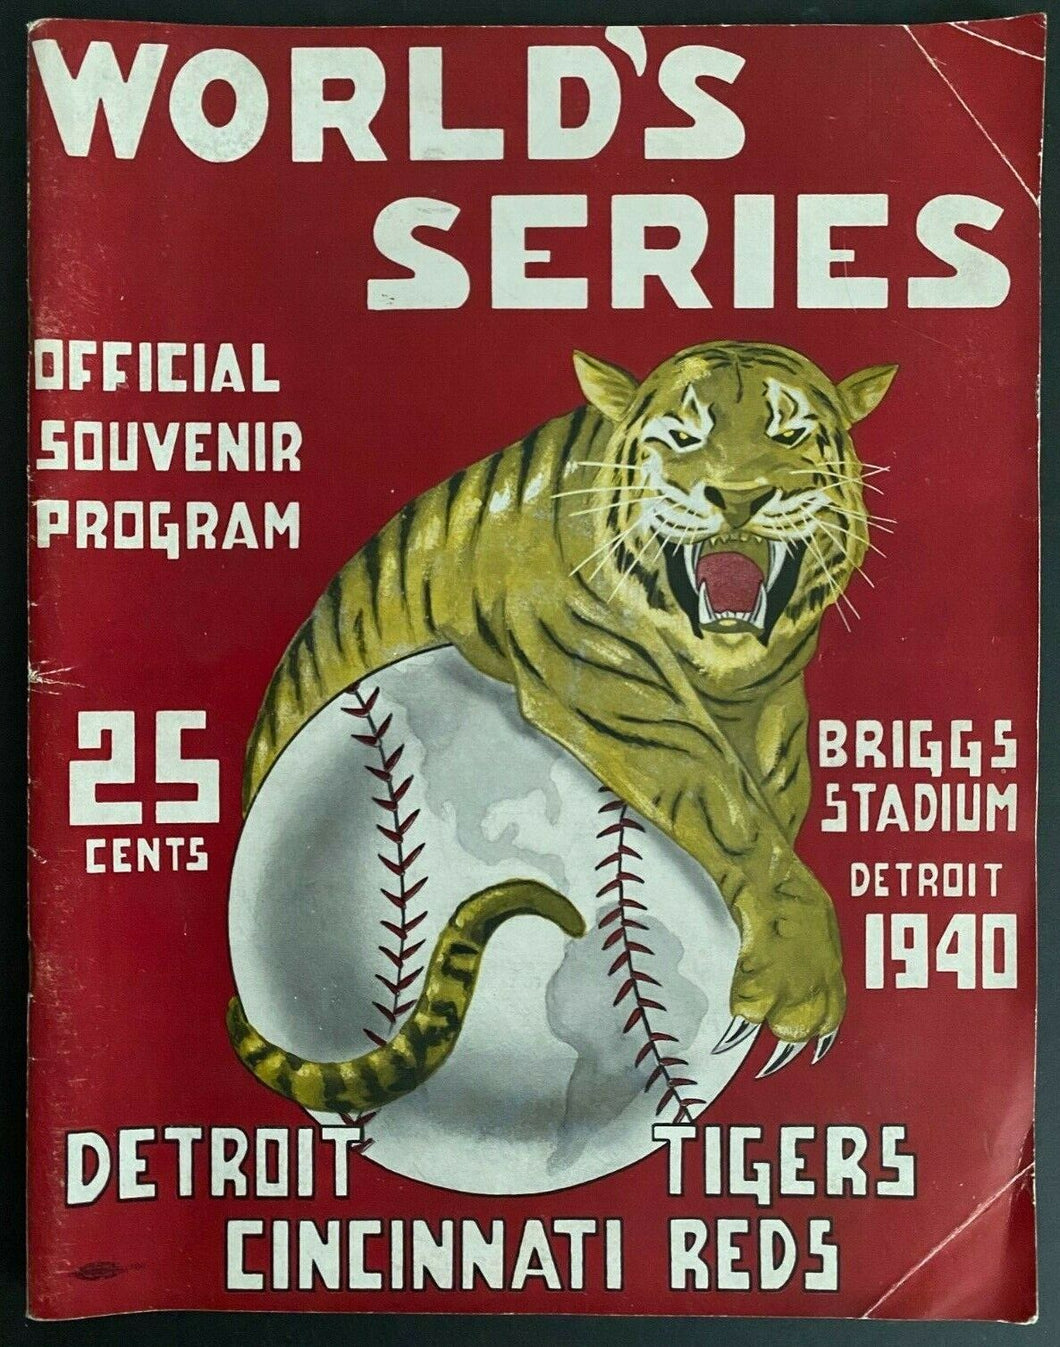 WORLD'S
SERIES
OFFICIAL
SOUVENIR
PROGRAM
25
CENTS
BRIGGS
STADIUM
DETROIT
1940
DETROIT TIGERS
CINCINNATI REDS